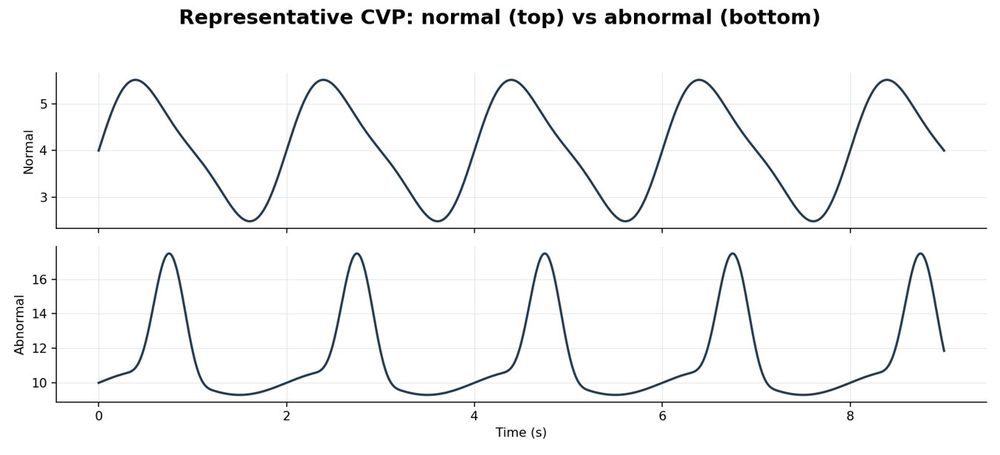 Representative CVP: normal (top) vs abnormal (bottom)
5
4
3
Normal
16
14
12
10
Abnormal
0 2 4 6 8
Time (s)